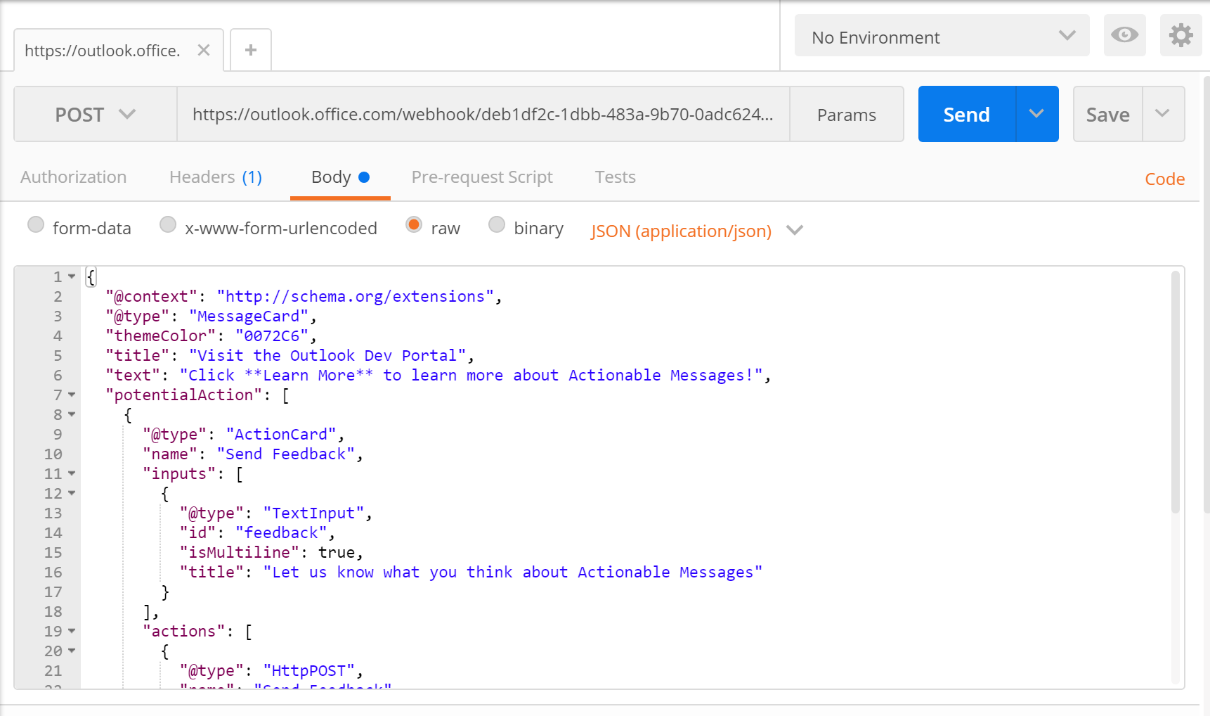 https://outlook.office.
No Environment
POST
https://outlook.office.com/webhook/deb1df2c-1dbb-483a-9b70-0adc624...
Params
Send
Save
Authorization
Headers (1)
Body
Pre-request Script
Tests
Code
form-data
x-www-form-urlencoded
raw
binary
JSON (application/json)
1 {
2 "@context": "http://schema.org/extensions",
3 "@type": "MessageCard",
4 "themeColor": "0072C6",
5 "title": "Visit the Outlook Dev Portal",
6 "text": "Click **Learn More** to learn more about Actionable Messages!",
7 "potentialAction": [
8 {
9 "@type": "ActionCard",
10 "name": "Send Feedback",
11 "inputs": [
12 {
13 "@type": "TextInput",
14 "id": "feedback",
15 "isMultiline": true,
16 "title": "Let us know what you think about Actionable Messages"
17 }
18 ],
19 "actions": [
20 {
21 "@type": "HttpPOST",
22 "name": "Send Feedback"